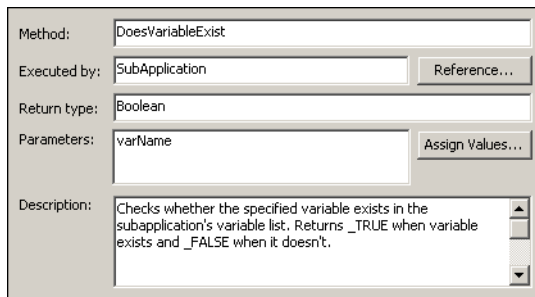 Method: DoesVariableExist
Executed by: SubApplication Reference...
Return type: Boolean
Parameters: varName Assign Values...
Description: Checks whether the specified variable exists in the
subapplication's variable list. Returns _TRUE when variable
exists and _FALSE when it doesn't.